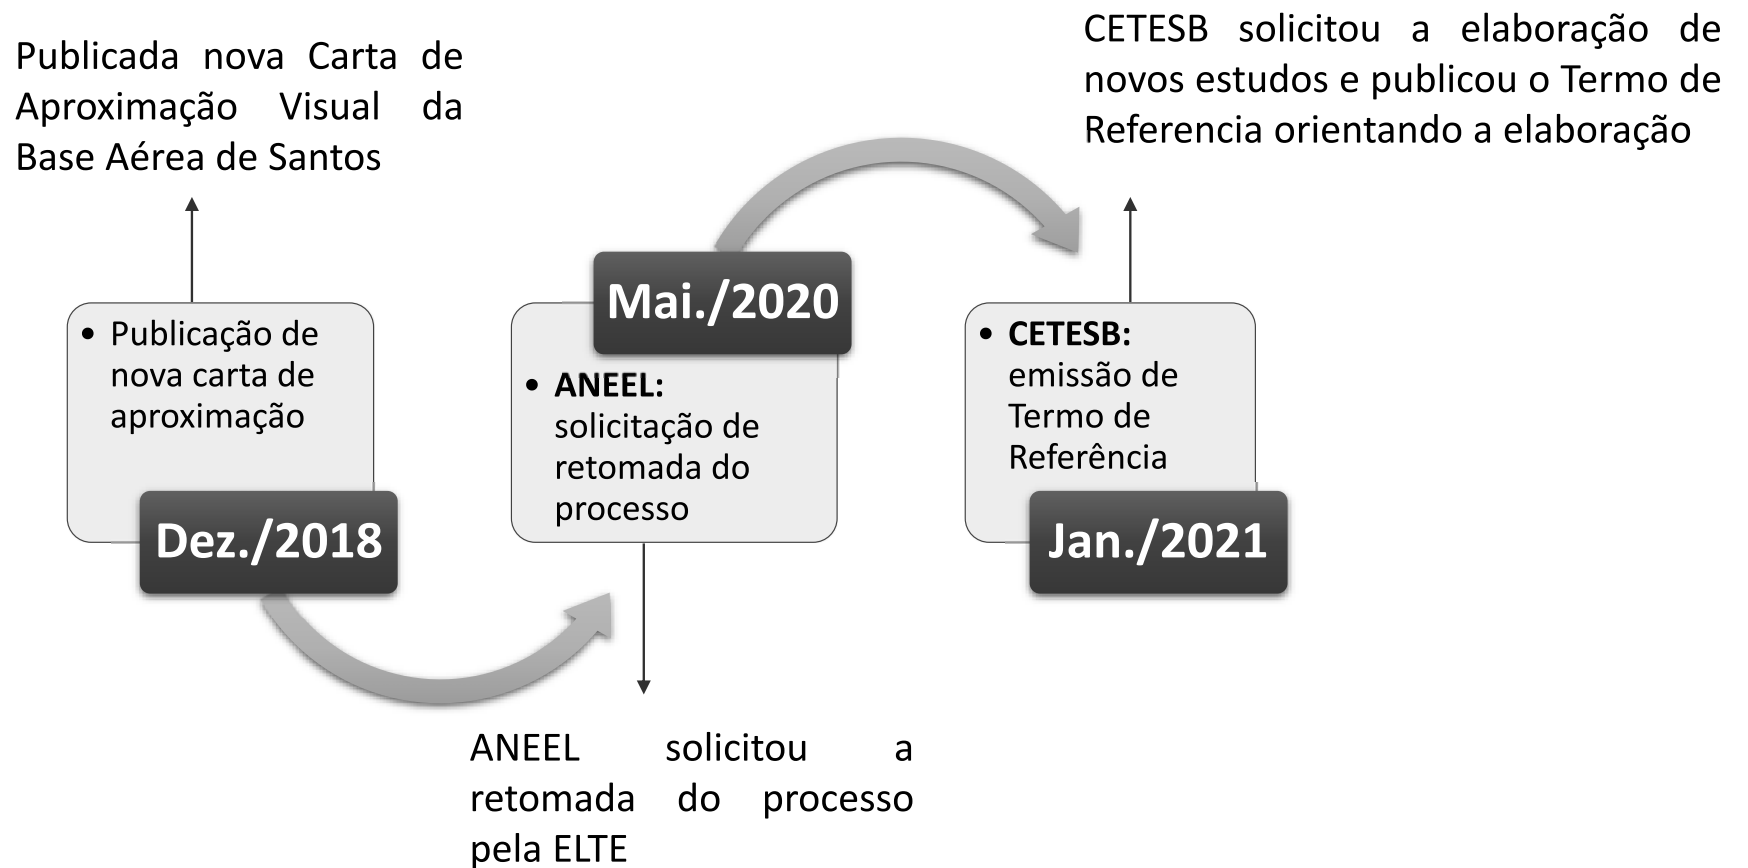 Publicada nova Carta de
Aproximação Visual da
Base Aérea de Santos
• Publicação de
nova carta de
aproximação
Dez./2018
Mai./2020
• ANEEL:
solicitação de
retomada do
processo
ANEEL solicitou a
retomada do processo
pela ELTE
CETESB solicitou a elaboração de
novos estudos e publicou o Termo de
Referencia orientando a elaboração
• CETESB:
emissão de
Termo de
Referência
Jan./2021